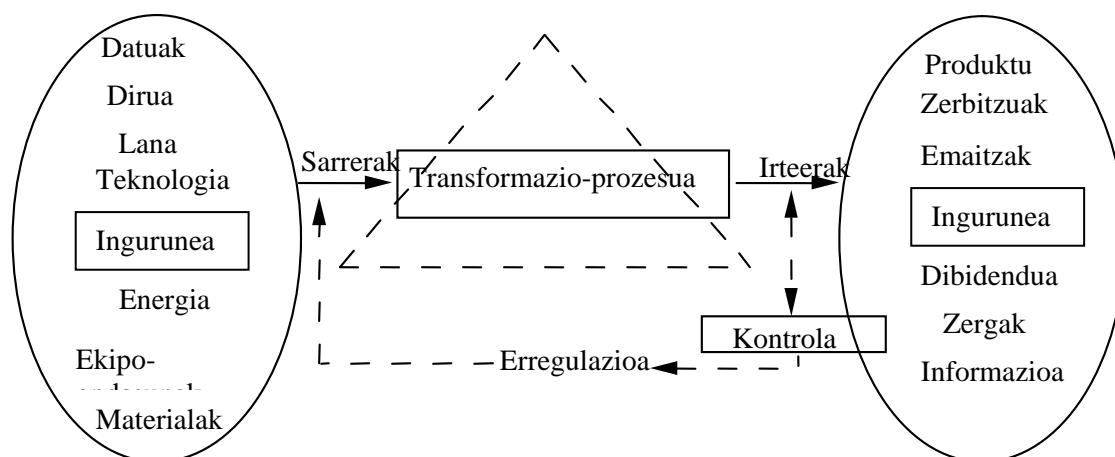 Datuak
Dirua
Lana
Teknologia
Ingurunea
Energia
Ekipo-
Materialak
Sarrerak
Transformazio-prozesua
Irteerak
Kontrola
Erregulazioa
Produktu
Zerbitzuak
Emaitzak
Ingurunea
Dibidendua
Zergak
Informazioa